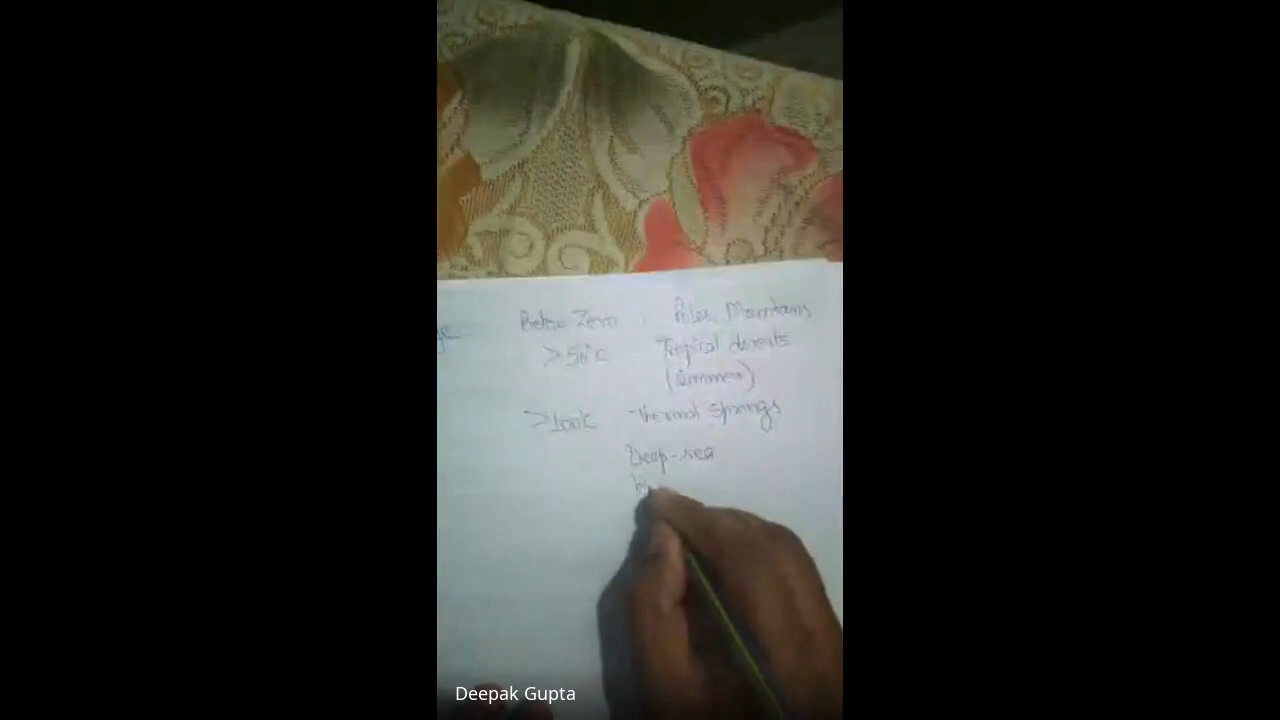 Below Zero : Poles, Mountains
>50°C Tropical deserts
(Summer)
>100°C Thermal Springs
Deep-sea
Deepak Gupta